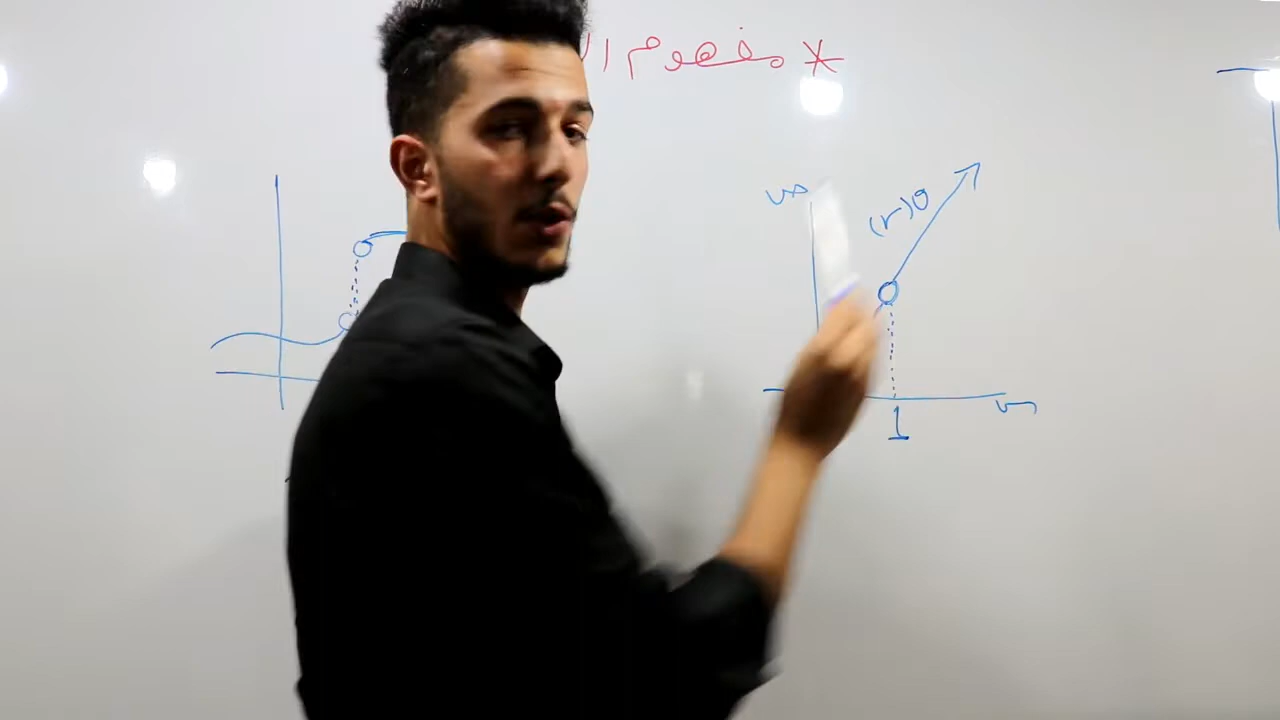 * مفهوم ال
ص
ن(س)
س
1